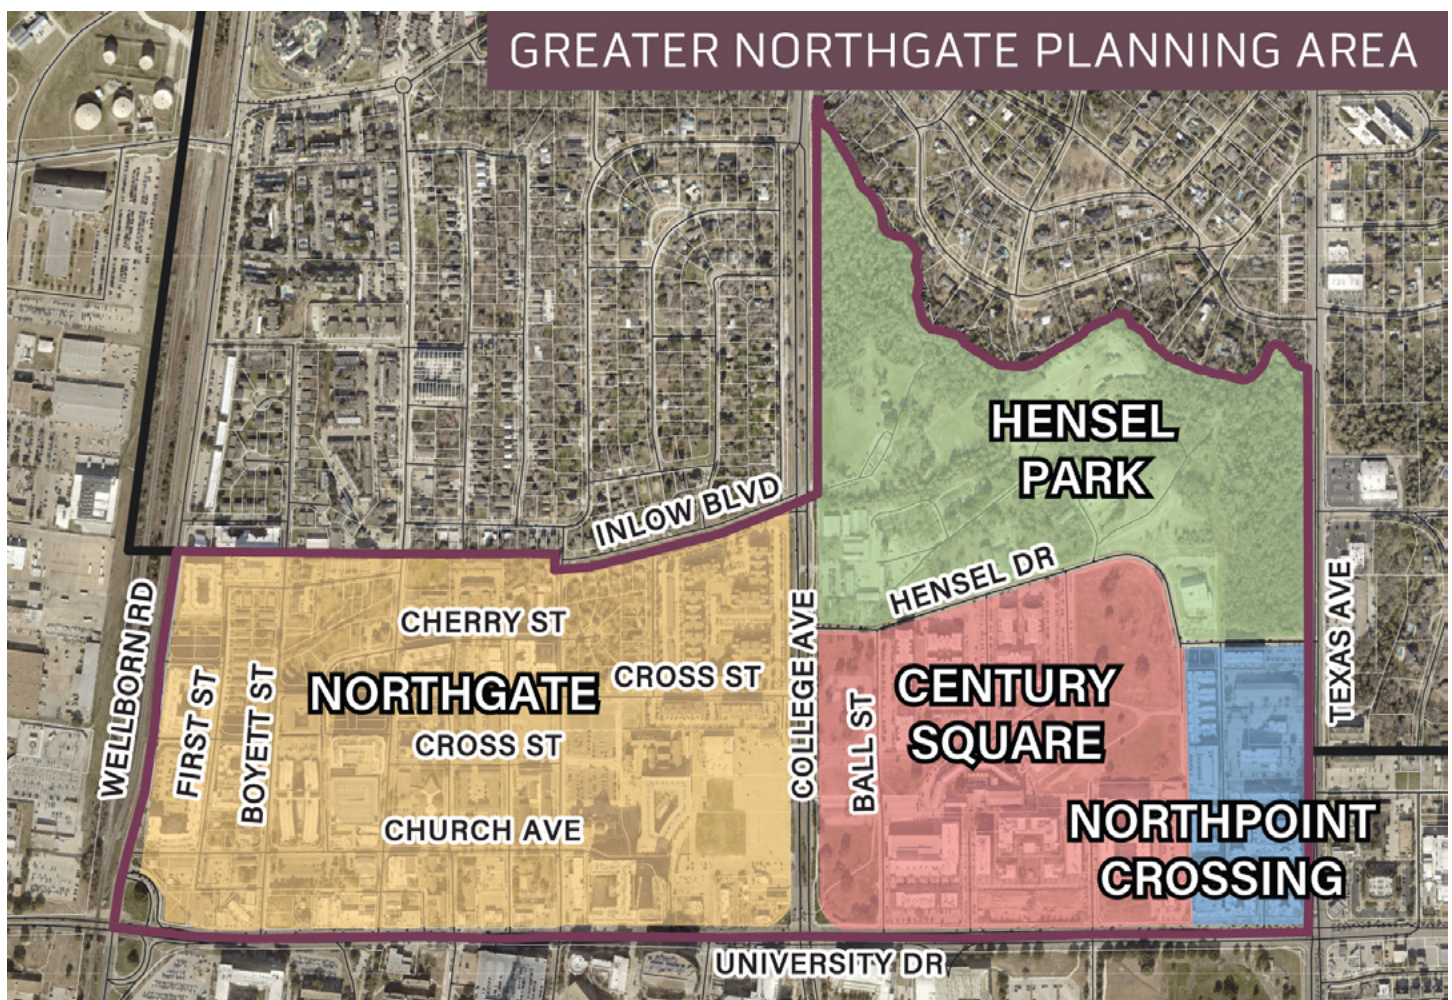 GREATER NORTHGATE PLANNING AREA
HENSEL
PARK
INLOW BLVD
HENSEL DR
WELLBORN RD
FIRST ST
BOYETT ST
CHERRY ST
NORTHGATE
CROSS ST
CROSS ST
CHURCH AVE
COLLEGE AVE
BALL ST
CENTURY
SQUARE
TEXAS AVE
NORTHPOINT
CROSSING
UNIVERSITY DR